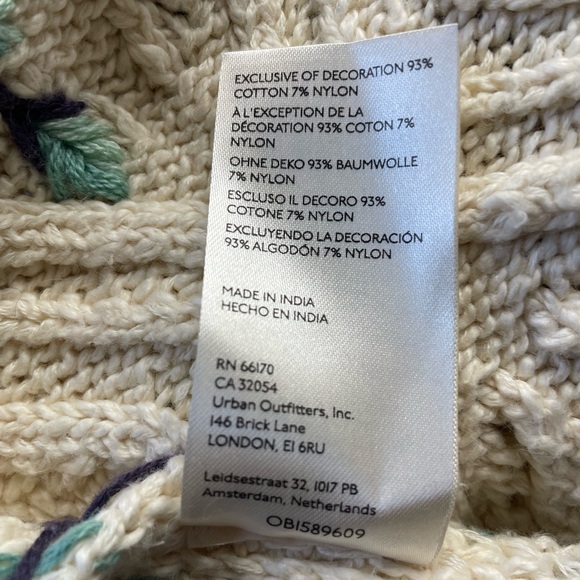 EXCLUSIVE OF DECORATION 93%
COTTON 7% NYLON
À L'EXCEPTION DE LA
DÉCORATION 93% COTON 7%
NYLON
OHNE DEKO 93% BAUMWOLLE
7% NYLON
ESCLUSO IL DECORO 93%
COTONE 7% NYLON
EXCLUYENDO LA DECORACIÓN
93% ALGODÓN 7% NYLON
MADE IN INDIA
HECHO EN INDIA
RN 66170
CA 32054
Urban Outfitters, Inc.
146 Brick Lane
LONDON, E1 6RU
Leidsestraat 32, 1017 PB
Amsterdam, Netherlands
OB1589609